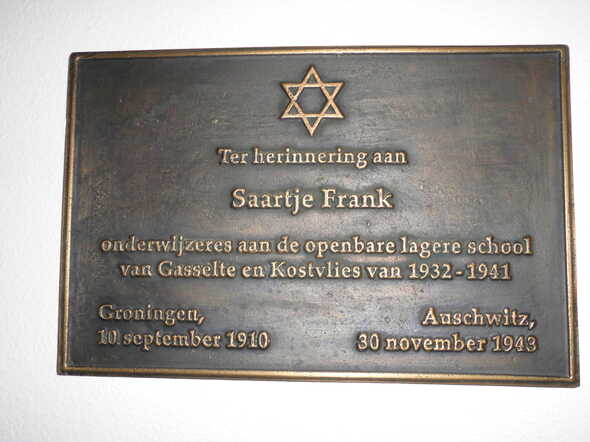 Ter herinnering aan
Saartje Frank
onderwijzeres aan de openbare lagere school
van Gasselte en Kostvlies van 1932 - 1941
Groningen,
10 september 1910
Auschwitz,
30 november 1943